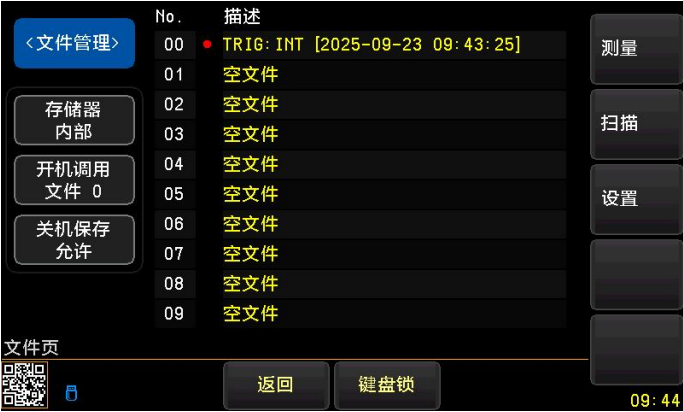 <文件管理>
存储器
内部
开机调用
文件 0
关机保存
允许
No. 描述
00 TRIG:INT [2025-09-23 09:43:25]
01 空文件
02 空文件
03 空文件
04 空文件
05 空文件
06 空文件
07 空文件
08 空文件
09 空文件
测量
扫描
设置
文件页
返回
键盘锁
09:44